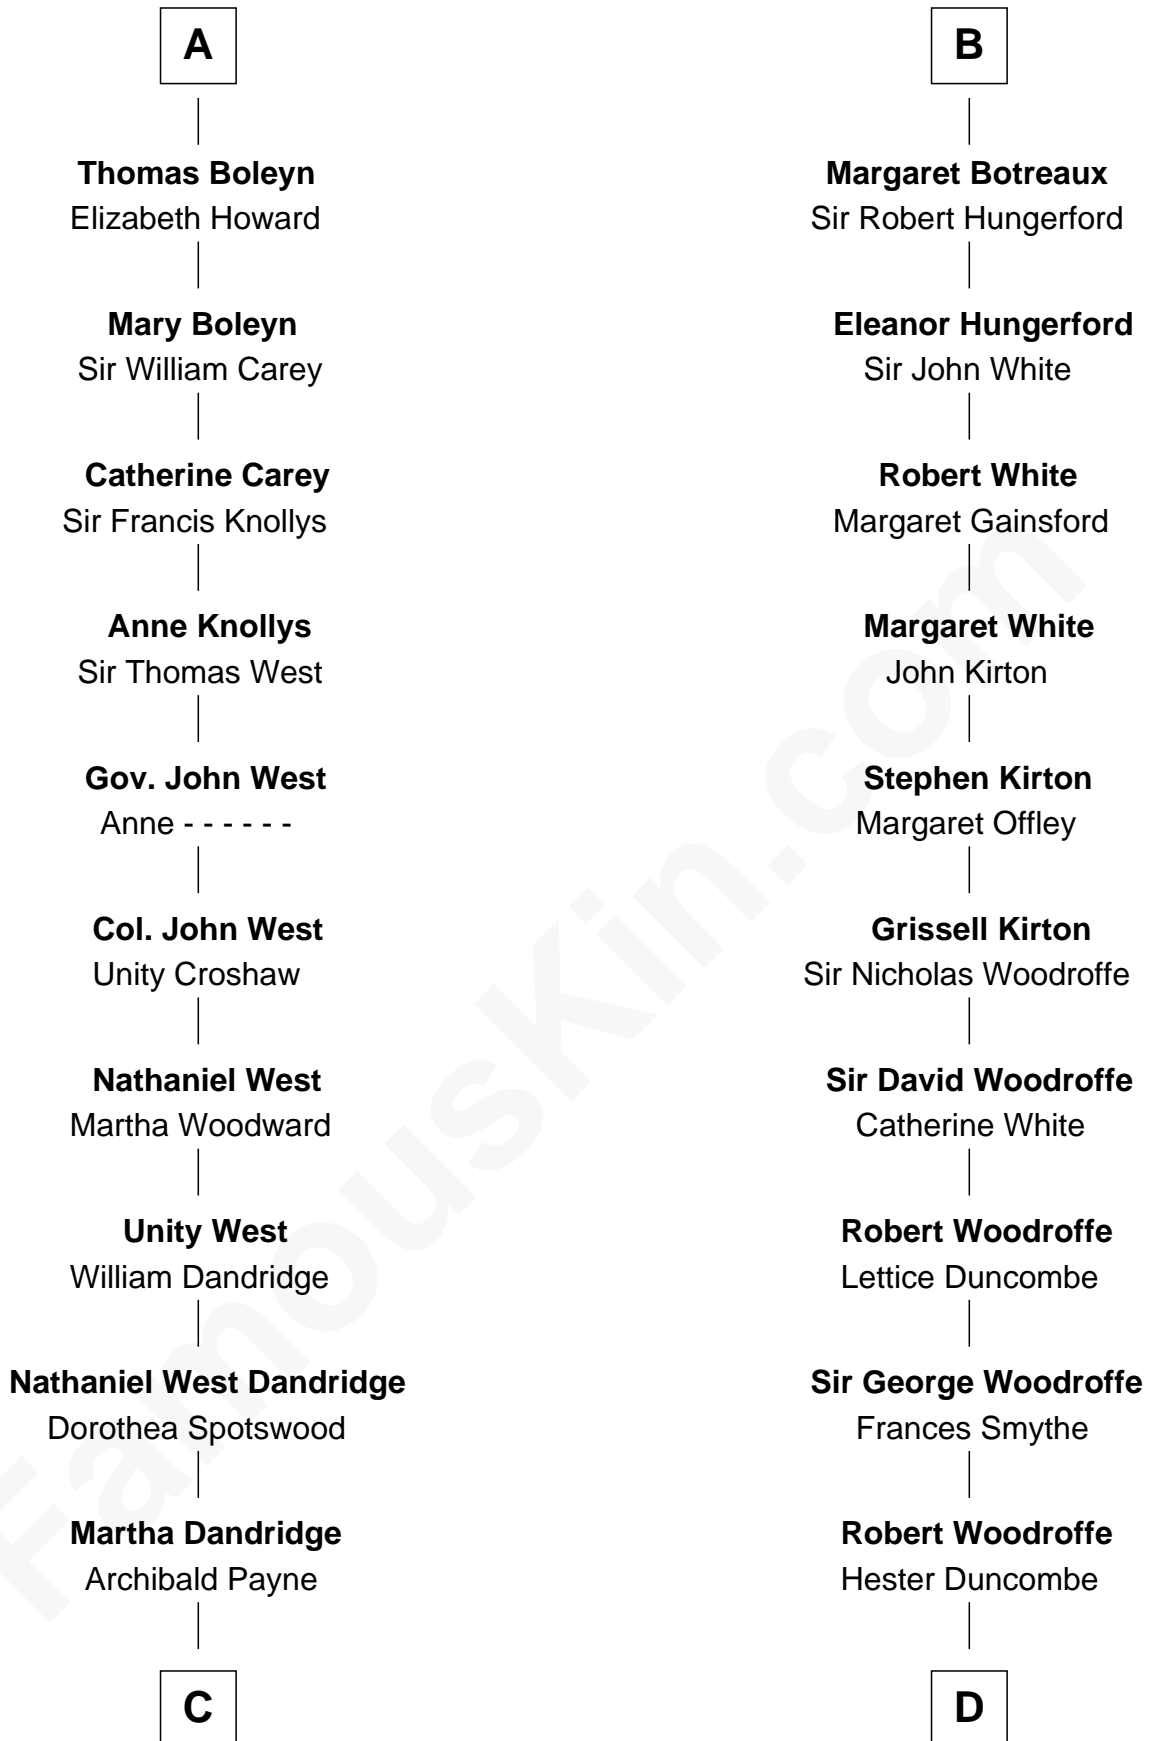 A
Thomas Boleyn
Elizabeth Howard
Mary Boleyn
Sir William Carey
Catherine Carey
Sir Francis Knollys
Anne Knollys
Sir Thomas West
Gov. John West
Anne - - - - - -
Col. John West
Unity Croshaw
Nathaniel West
Martha Woodward
Unity West
William Dandridge
Nathaniel West Dandridge
Dorothea Spotswood
Martha Dandridge
Archibald Payne
C
B
Margaret Botreaux
Sir Robert Hungerford
Eleanor Hungerford
Sir John White
Robert White
Margaret Gainsford
Margaret White
John Kirton
Stephen Kirton
Margaret Offley
Grissell Kirton
Sir Nicholas Woodroffe
Sir David Woodroffe
Catherine White
Robert Woodroffe
Lettice Duncombe
Sir George Woodroffe
Frances Smythe
Robert Woodroffe
Hester Duncombe
D
FamousKin.com